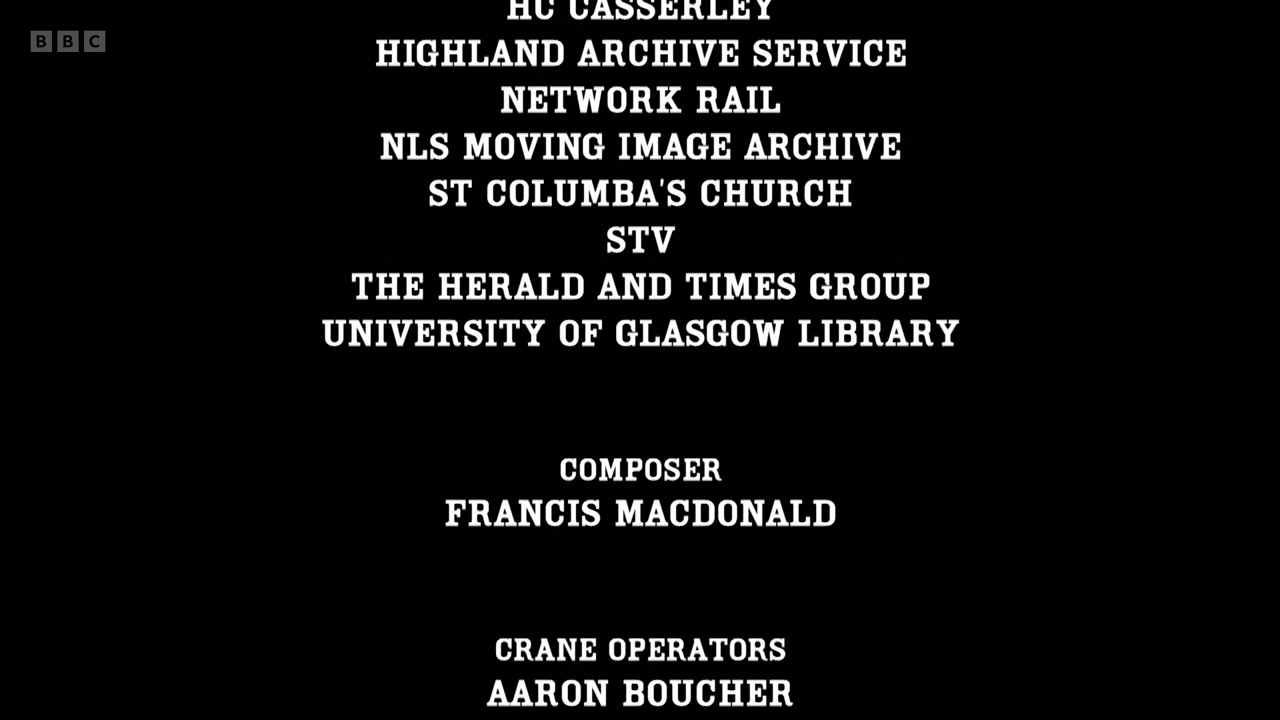 BBC
HC CASSERLEY
HIGHLAND ARCHIVE SERVICE
NETWORK RAIL
NLS MOVING IMAGE ARCHIVE
ST COLUMBA'S CHURCH
STV
THE HERALD AND TIMES GROUP
UNIVERSITY OF GLASGOW LIBRARY
COMPOSER
FRANCIS MACDONALD
CRANE OPERATORS
AARON BOUCHER